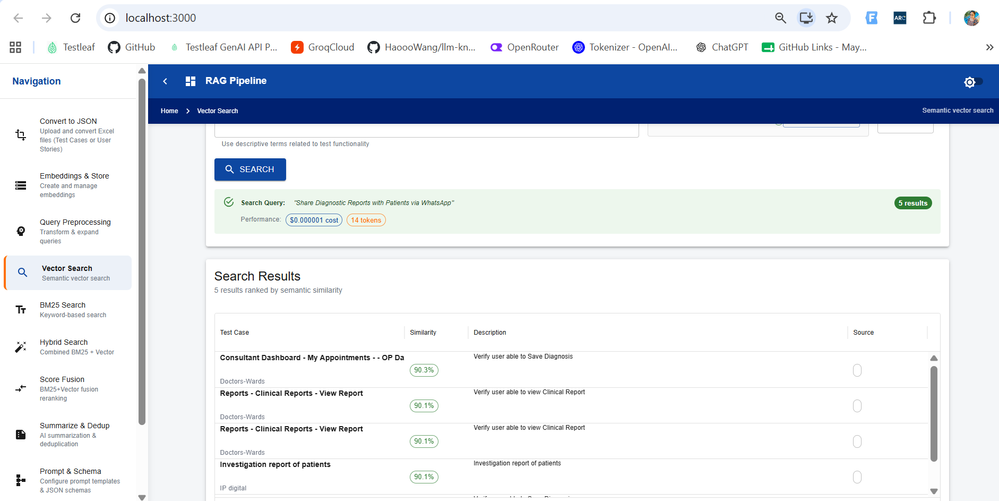 localhost:3000
Testleaf
GitHub
Testleaf GenAI API P...
GroqCloud
HaoooWang/llm-kn...
OpenRouter
Tokenizer - OpenAI...
ChatGPT
GitHub Links - May...
Navigation
Convert to JSON
Upload and convert Excel
files (Test Cases or User
Stories)
Embeddings & Store
Create and manage
embeddings
Query Preprocessing
Transform & expand
queries
Vector Search
Semantic vector search
BM25 Search
Keyword-based search
Hybrid Search
Combined BM25 + Vector
Score Fusion
BM25+Vector fusion
reranking
Summarize & Dedup
AI summarization &
deduplication
Prompt & Schema
Configure prompt templates
& JSON schemas
RAG Pipeline
Home > Vector Search
Semantic vector search
Use descriptive terms related to test functionality
SEARCH
Search Query: "Share Diagnostic Reports with Patients via WhatsApp"
5 results
Performance: $0.000001 cost 14 tokens
Search Results
5 results ranked by semantic similarity
Test Case Similarity Description Source
Consultant Dashboard - My Appointments - - OP Da
90.3%
Verify user able to Save Diagnosis
Doctors-Wards
Reports - Clinical Reports - View Report
90.1%
Verify user able to view Clinical Report
Doctors-Wards
Reports - Clinical Reports - View Report
90.1%
Verify user able to view Clinical Report
Doctors-Wards
Investigation report of patients
90.1%
Investigation report of patients
IP digital